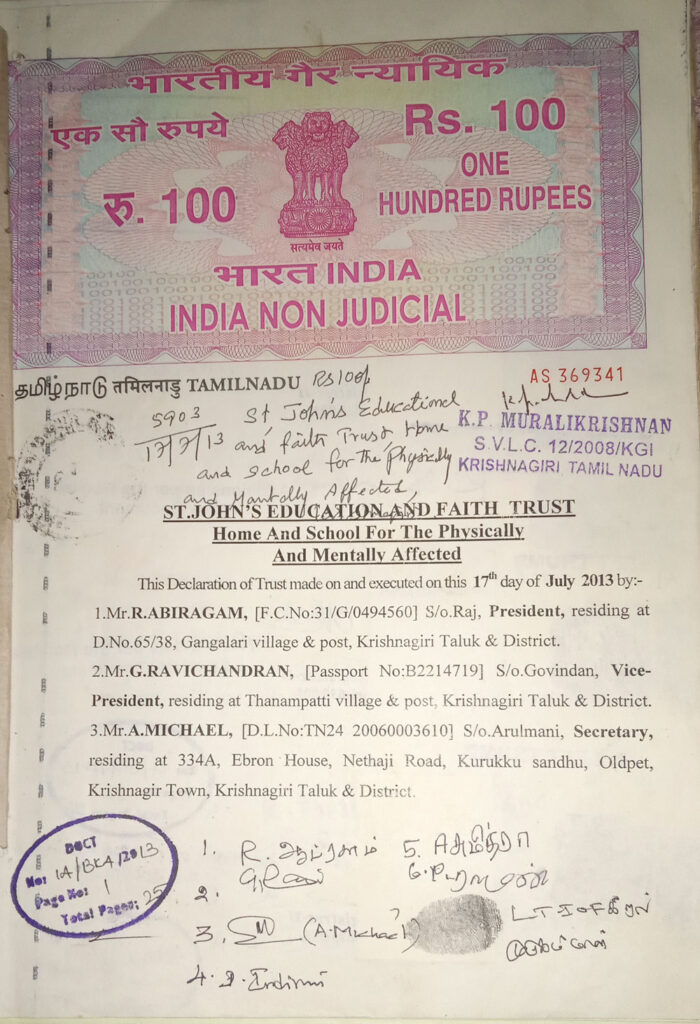 भारतीय गैर न्यायिक
एक सौ रुपये
Rs. 100
रु. 100
ONE
HUNDRED RUPEES
सत्यमेव जयते
भारत INDIA
INDIA NON JUDICIAL
தமிழ்நாடு तमिलनाडु TAMILNADU Rs 100/-
AS 369341
5903
17/7/13
St John's Educational
and faith Trust Home
and school for the Physically
and Mantally Affected,
K.P. MURALIKRISHNAN
S.V.L.C. 12/2008/KGI
KRISHNAGIRI, TAMIL NADU
ST.JOHN'S EDUCATION AND FAITH TRUST
Home And School For The Physically
And Mentally Affected
This Declaration of Trust made on and executed on this 17th day of July 2013 by:-
1.Mr.R.ABIRAGAM, [F.C.No:31/G/0494560] S/o.Raj, President, residing at
D.No.65/38, Gangalari village & post, Krishnagiri Taluk & District.
2.Mr.G.RAVICHANDRAN, [Passport No:B2214719] S/o.Govindan, Vice-
President, residing at Thanampatti village & post, Krishnagiri Taluk & District.
3.Mr.A.MICHAEL, [D.L.No:TN24 20060003610] S/o.Arulmani, Secretary,
residing at 334A, Ebron House, Nethaji Road, Kurukku sandhu, Oldpet,
Krishnagir Town, Krishnagiri Taluk & District.
DOCT
No: 1A/BK4/2013
Page No: 1
Total Pages: 25
1. R.
2.
3. (A.Michael)
4.
5.
6.